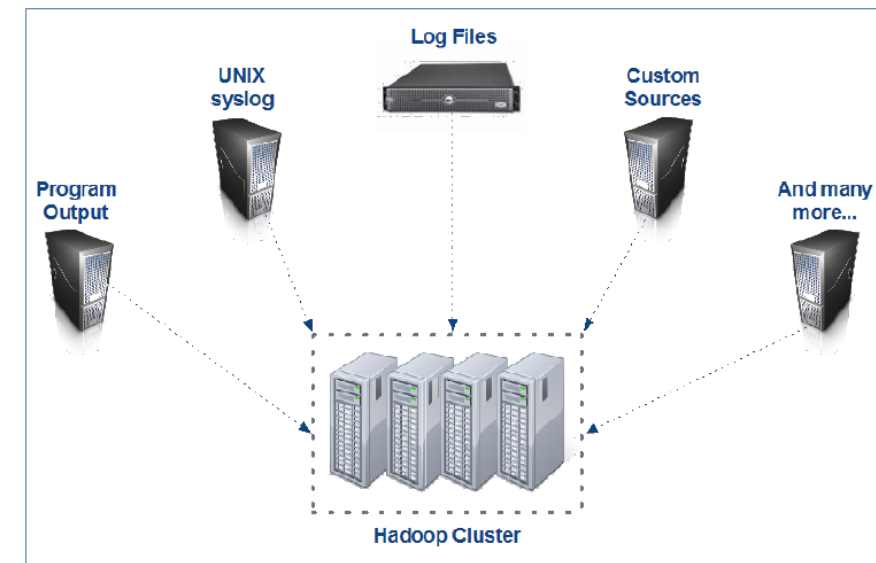 Log Files
UNIX
syslog
Custom
Sources
Program
Output
And many
more...
Hadoop Cluster